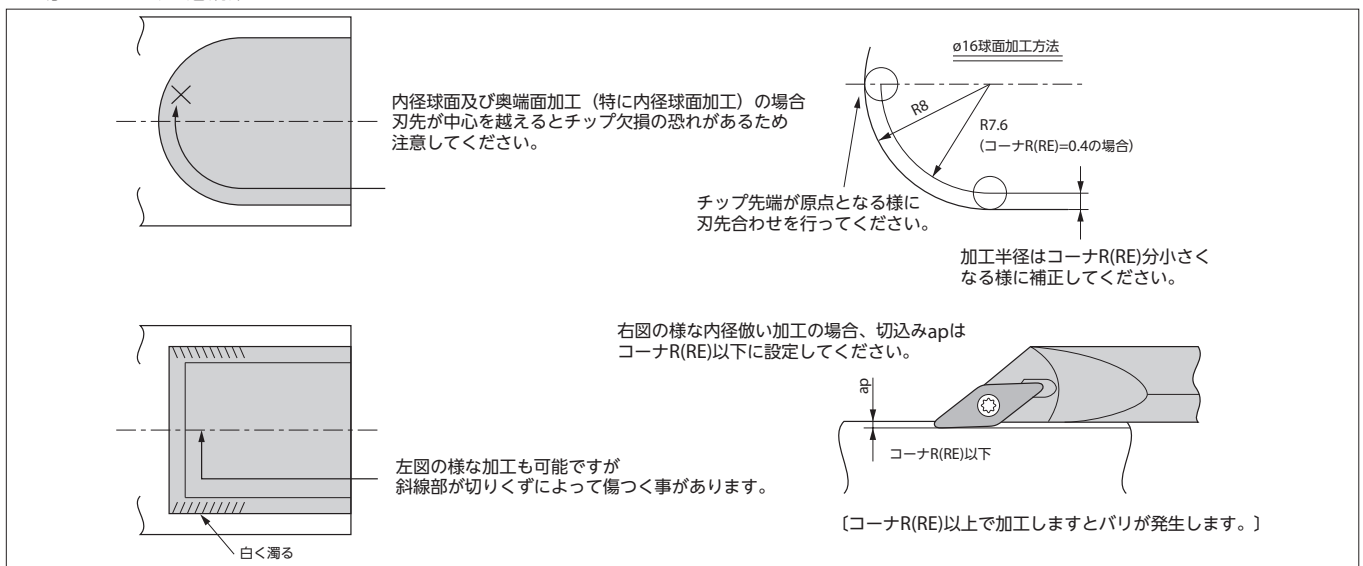 内径球面及び奥端面加工（特に内径球面加工）の場合
刃先が中心を越えるとチップ欠損の恐れがあるため
注意してください。
ø16球面加工方法
R8
R7.6
(コーナR(RE)=0.4の場合)
チップ先端が原点となる様に
刃先合わせを行ってください。
加工半径はコーナR(RE)分小さく
なる様に補正してください。
左図の様な加工も可能ですが
斜線部が切りくずによって傷つく事があります。
白く濁る
右図の様な内径倣い加工の場合、切込みapは
コーナR(RE)以下に設定してください。
ap
コーナR(RE)以下
〔コーナR(RE)以上で加工しますとバリが発生します。〕